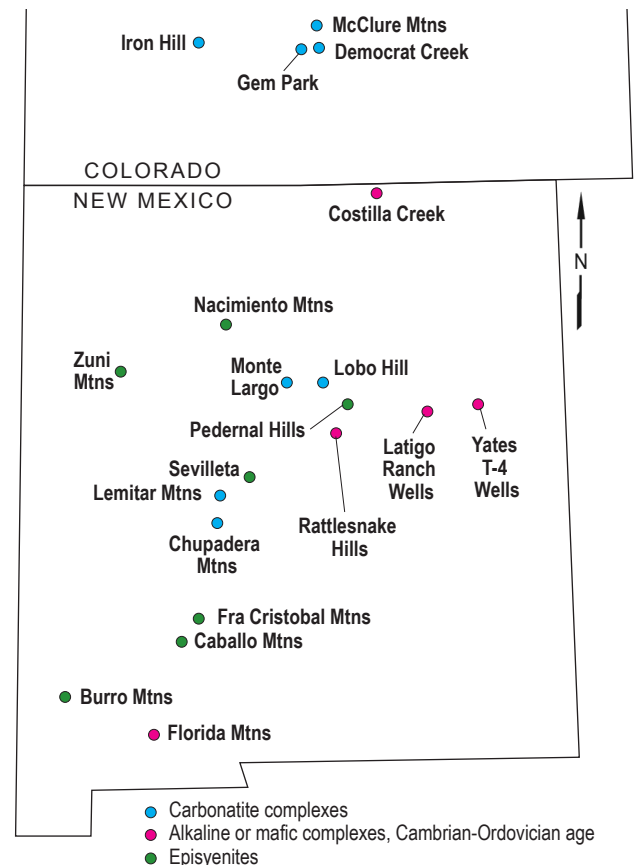 McClure Mtns
Iron Hill
Democrat Creek
Gem Park
COLORADO
NEW MEXICO
Costilla Creek
N
Nacimiento Mtns
Zuni
Mtns
Monte
Largo
Lobo Hill
Pedernal Hills
Latigo
Ranch
Wells
Yates
T-4
Wells
Sevilleta
Lemitar Mtns
Rattlesnake
Hills
Chupadera
Mtns
Fra Cristobal Mtns
Caballo Mtns
Burro Mtns
Florida Mtns
Carbonatite complexes
Alkaline or mafic complexes, Cambrian-Ordovician age
Episyenites